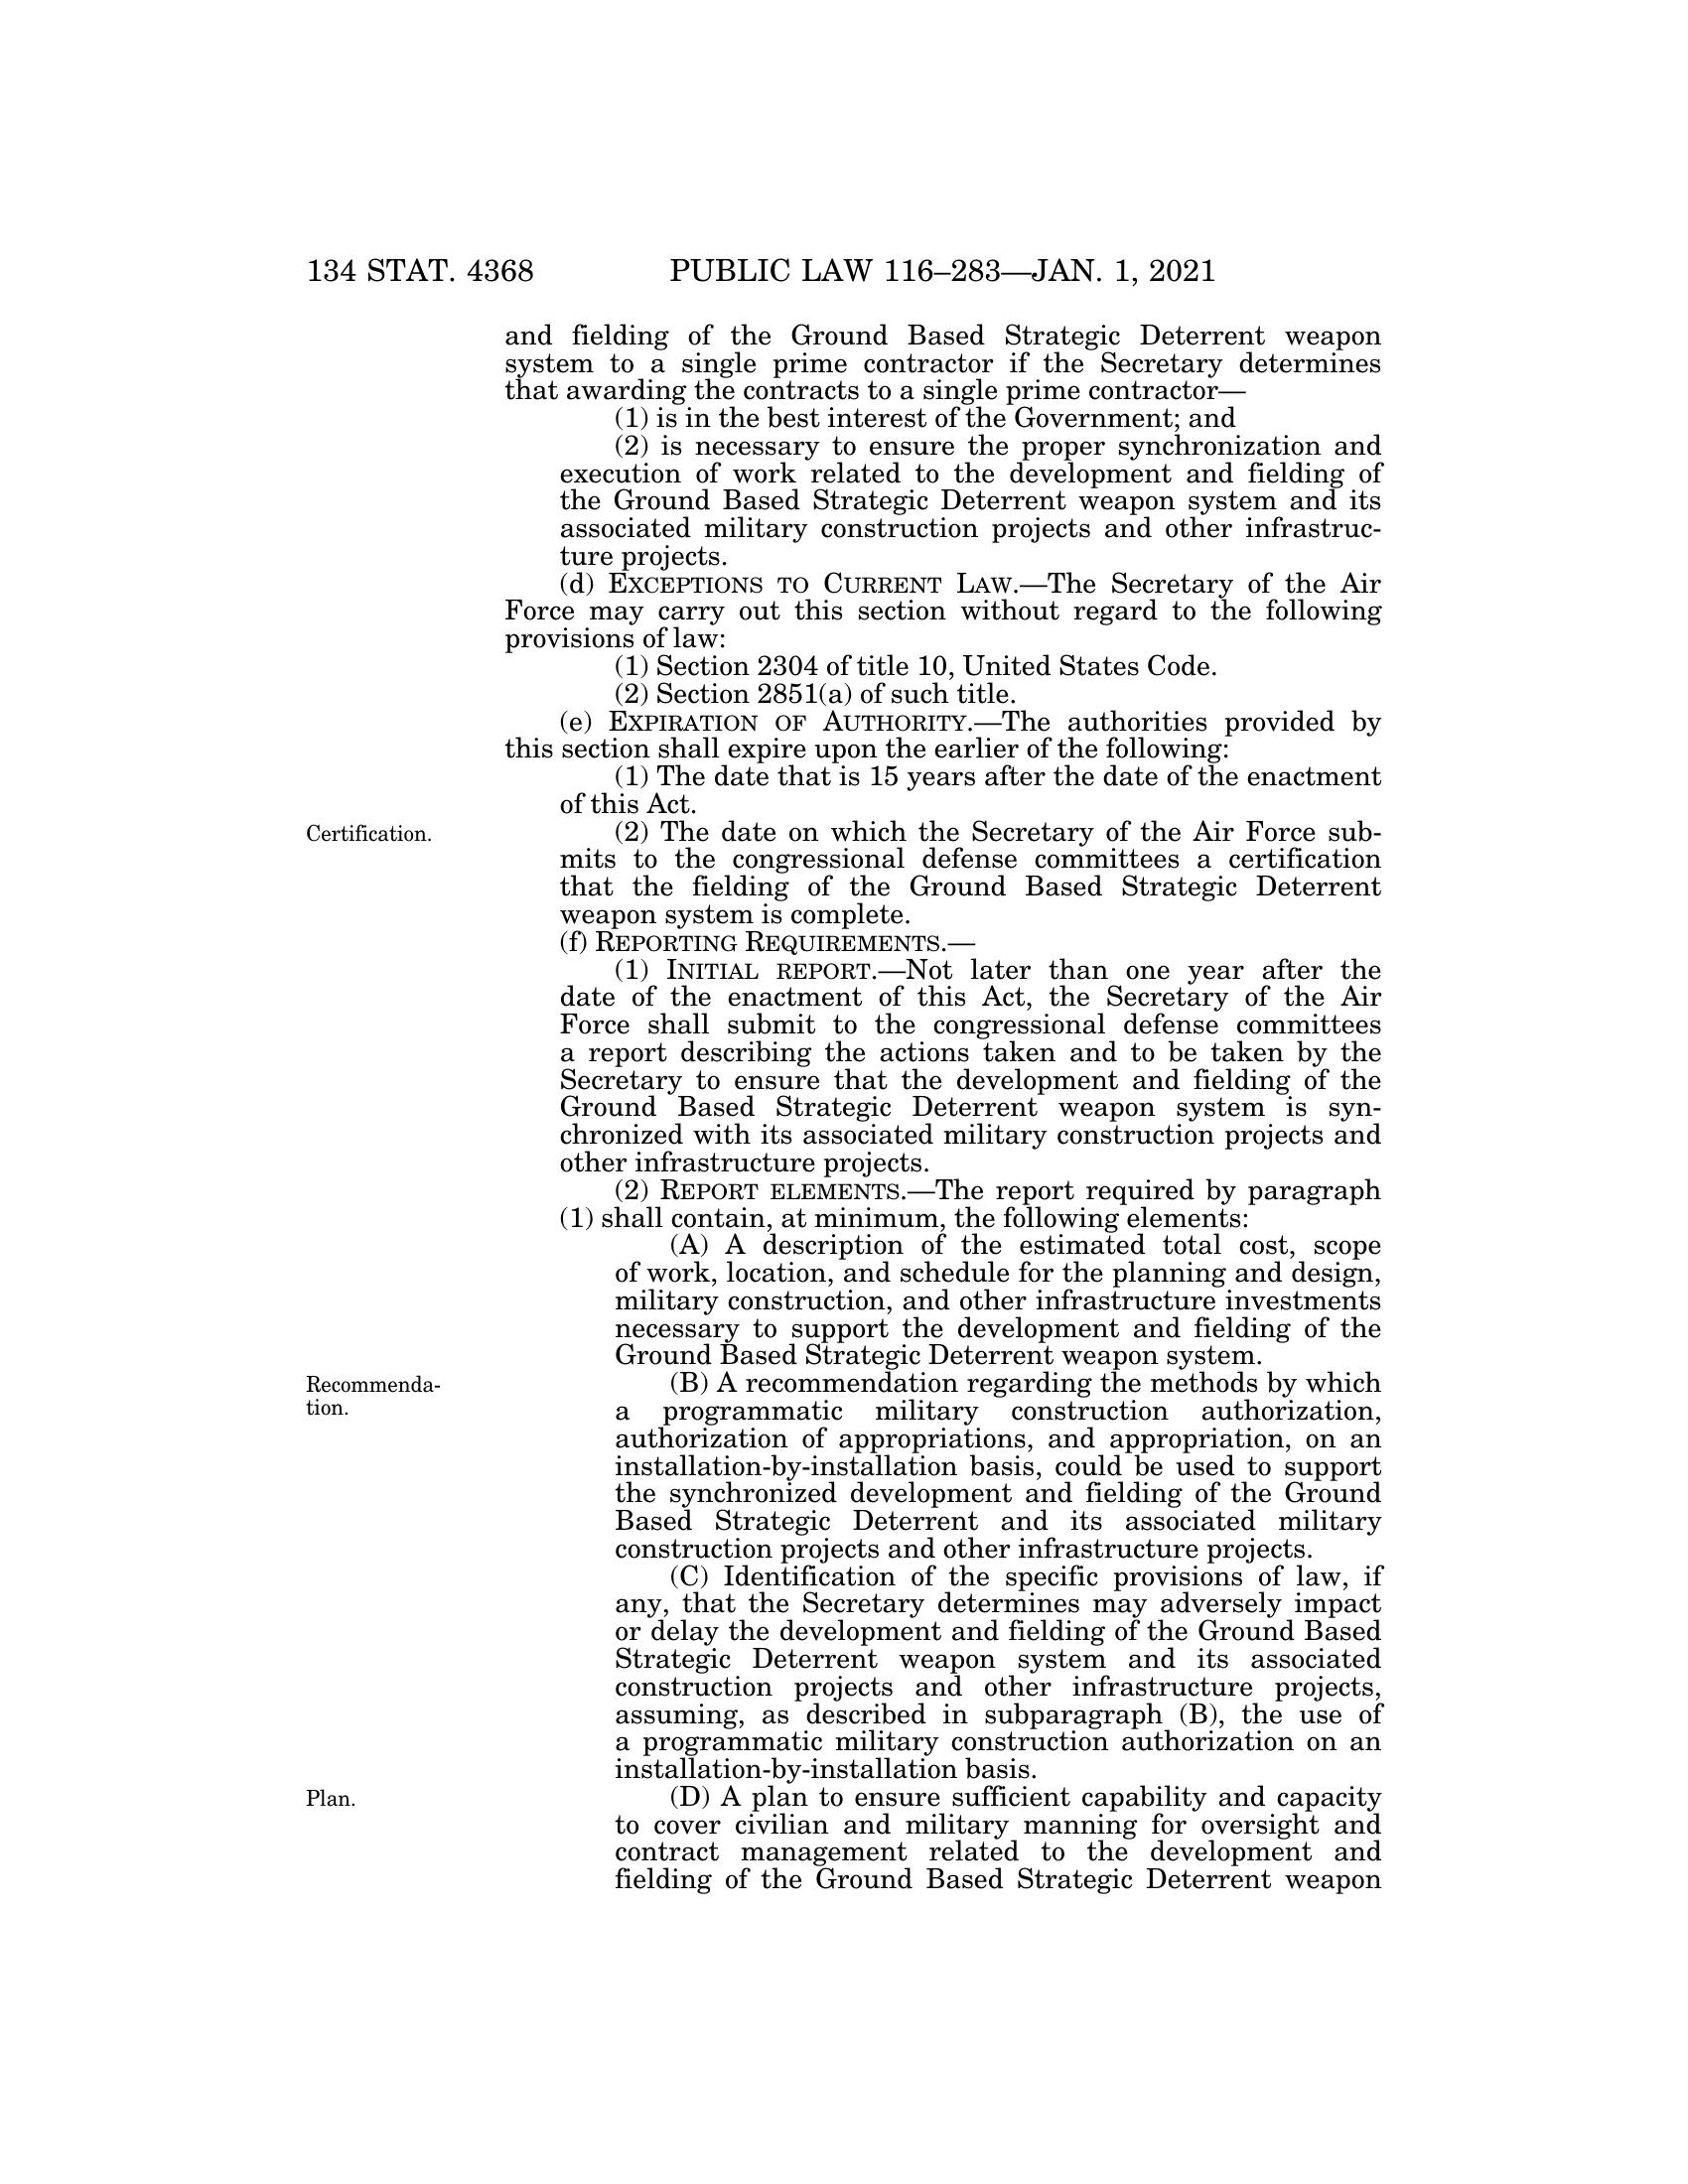 134 STAT. 4368 PUBLIC LAW 116–283—JAN. 1, 2021
and fielding of the Ground Based Strategic Deterrent weapon
system to a single prime contractor if the Secretary determines
that awarding the contracts to a single prime contractor—
(1) is in the best interest of the Government; and
(2) is necessary to ensure the proper synchronization and
execution of work related to the development and fielding of
the Ground Based Strategic Deterrent weapon system and its
associated military construction projects and other infrastruc-
ture projects.
(d) EXCEPTIONS TO CURRENT LAW.—The Secretary of the Air
Force may carry out this section without regard to the following
provisions of law:
(1) Section 2304 of title 10, United States Code.
(2) Section 2851(a) of such title.
(e) EXPIRATION OF AUTHORITY.—The authorities provided by
this section shall expire upon the earlier of the following:
(1) The date that is 15 years after the date of the enactment
of this Act.
Certification.
(2) The date on which the Secretary of the Air Force sub-
mits to the congressional defense committees a certification
that the fielding of the Ground Based Strategic Deterrent
weapon system is complete.
(f) REPORTING REQUIREMENTS.—
(1) INITIAL REPORT.—Not later than one year after the
date of the enactment of this Act, the Secretary of the Air
Force shall submit to the congressional defense committees
a report describing the actions taken and to be taken by the
Secretary to ensure that the development and fielding of the
Ground Based Strategic Deterrent weapon system is syn-
chronized with its associated military construction projects and
other infrastructure projects.
(2) REPORT ELEMENTS.—The report required by paragraph
(1) shall contain, at minimum, the following elements:
(A) A description of the estimated total cost, scope
of work, location, and schedule for the planning and design,
military construction, and other infrastructure investments
necessary to support the development and fielding of the
Ground Based Strategic Deterrent weapon system.
Recommenda-
tion.
(B) A recommendation regarding the methods by which
a programmatic military construction authorization,
authorization of appropriations, and appropriation, on an
installation-by-installation basis, could be used to support
the synchronized development and fielding of the Ground
Based Strategic Deterrent and its associated military
construction projects and other infrastructure projects.
(C) Identification of the specific provisions of law, if
any, that the Secretary determines may adversely impact
or delay the development and fielding of the Ground Based
Strategic Deterrent weapon system and its associated
construction projects and other infrastructure projects,
assuming, as described in subparagraph (B), the use of
a programmatic military construction authorization on an
installation-by-installation basis.
Plan.
(D) A plan to ensure sufficient capability and capacity
to cover civilian and military manning for oversight and
contract management related to the development and
fielding of the Ground Based Strategic Deterrent weapon